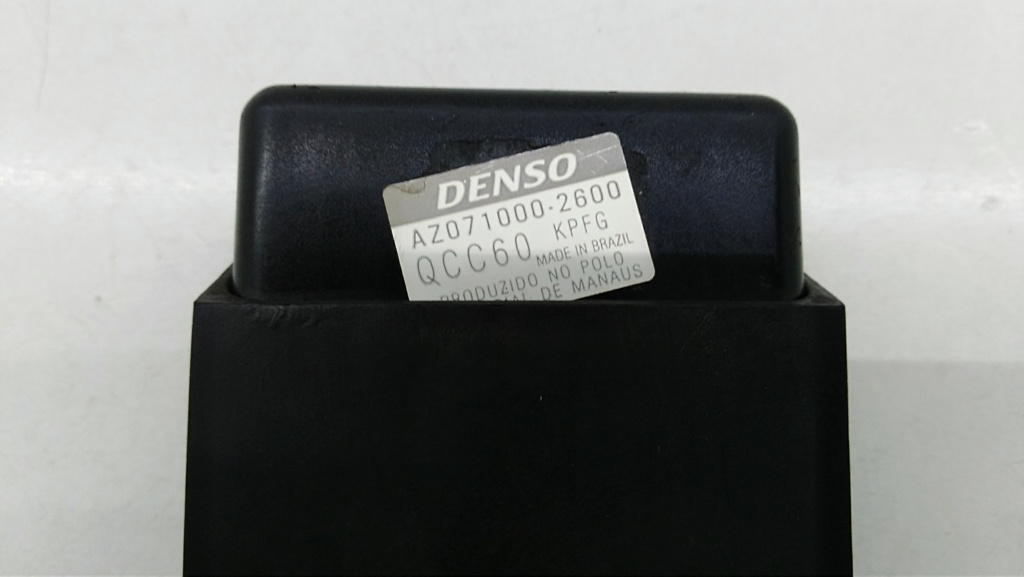 DENSO
AZ071000-2600
QCC60 KPFG
MADE IN BRAZIL
PRODUZIDO NO POLO
DE MANAUS